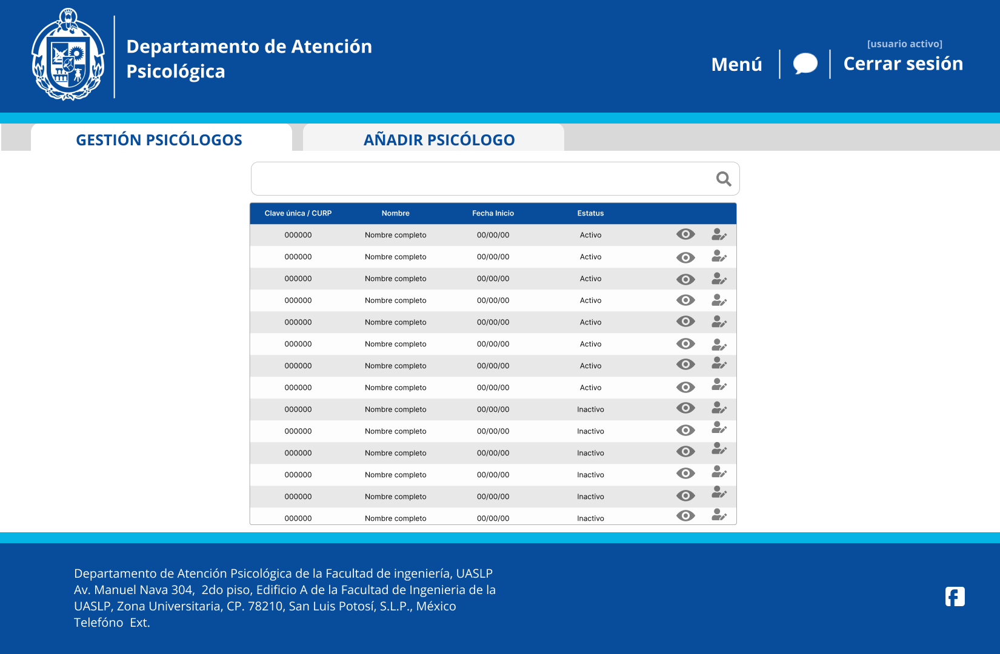 Departamento de Atención
Psicológica
[usuario activo]
Menú
Cerrar sesión
GESTIÓN PSICÓLOGOS
AÑADIR PSICÓLOGO
Clave única / CURP Nombre Fecha Inicio Estatus
000000 Nombre completo 00/00/00 Activo
000000 Nombre completo 00/00/00 Activo
000000 Nombre completo 00/00/00 Activo
000000 Nombre completo 00/00/00 Activo
000000 Nombre completo 00/00/00 Activo
000000 Nombre completo 00/00/00 Activo
000000 Nombre completo 00/00/00 Activo
000000 Nombre completo 00/00/00 Activo
000000 Nombre completo 00/00/00 Inactivo
000000 Nombre completo 00/00/00 Inactivo
000000 Nombre completo 00/00/00 Inactivo
000000 Nombre completo 00/00/00 Inactivo
000000 Nombre completo 00/00/00 Inactivo
000000 Nombre completo 00/00/00 Inactivo
Departamento de Atención Psicológica de la Facultad de ingeniería, UASLP
Av. Manuel Nava 304, 2do piso, Edificio A de la Facultad de Ingenieria de la
UASLP, Zona Universitaria, CP. 78210, San Luis Potosí, S.L.P., México
Telefóno Ext.